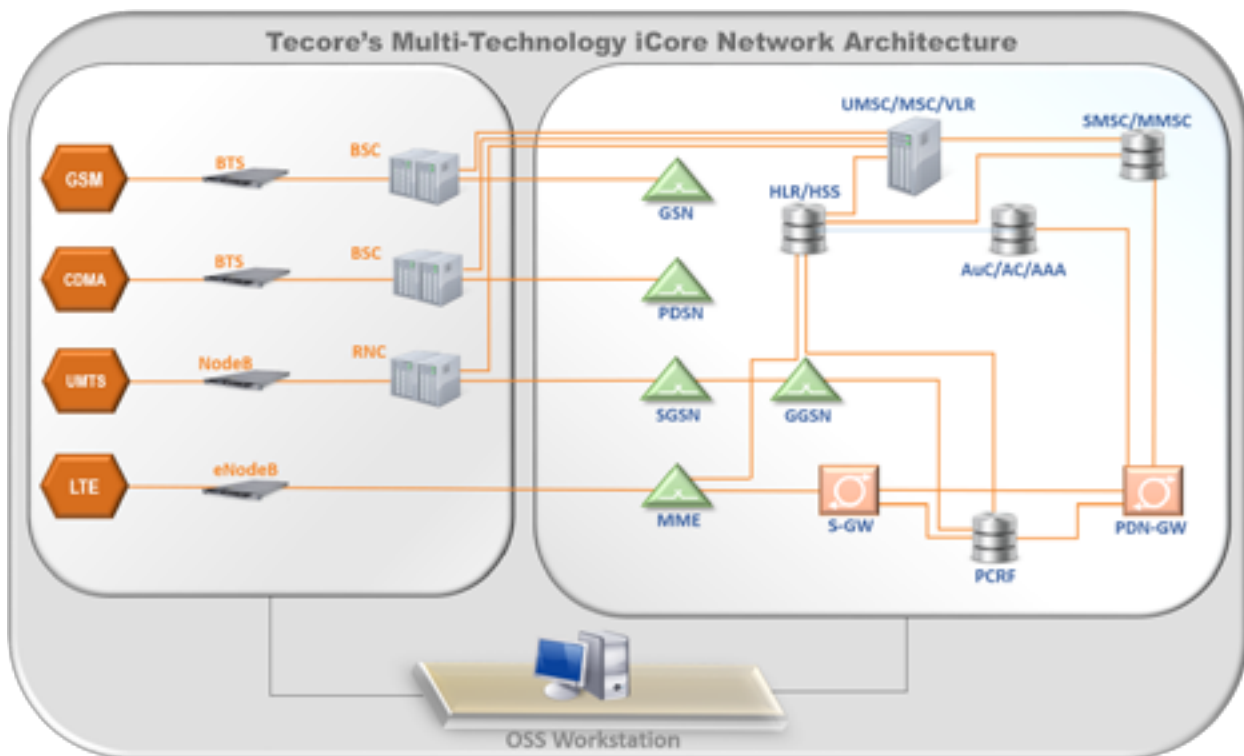 Tecore's Multi-Technology iCore Network Architecture
UMSC/MSC/VLR
SMSC/MMSC
BTS
BSC
GSM
HLR/HSS
GSN
BTS
BSC
AuC/AC/AAA
CDMA
PDSN
NodeB
RNC
UMTS
SGSN
GGSN
eNodeB
LTE
MME
S-GW
PDN-GW
PCRF
OSS Workstation